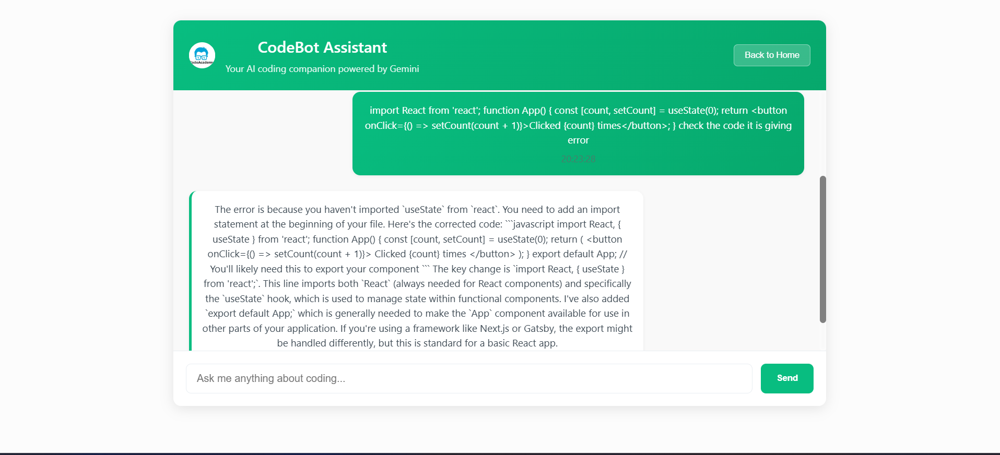 CodeBot Assistant
Your AI coding companion powered by Gemini
Back to Home
CodeAcademy
import React from 'react'; function App() { const [count, setCount] = useState(0); return <button
onClick={() => setCount(count + 1)}>Clicked {count} times</button>; } check the code it is giving
error
20:23:28
The error is because you haven't imported `useState` from `react`. You need to add an import
statement at the beginning of your file. Here's the corrected code: ```javascript import React, {
useState } from 'react'; function App() { const [count, setCount] = useState(0); return ( <button
onClick={() => setCount(count + 1)}> Clicked {count} times </button> ); } export default App; //
You'll likely need this to export your component ``` The key change is `import React, { useState }
from 'react';`. This line imports both `React` (always needed for React components) and specifically
the `useState` hook, which is used to manage state within functional components. I've also added
`export default App;` which is generally needed to make the `App` component available for use in
other parts of your application. If you're using a framework like Next.js or Gatsby, the export might
be handled differently, but this is standard for a basic React app.
Ask me anything about coding...
Send